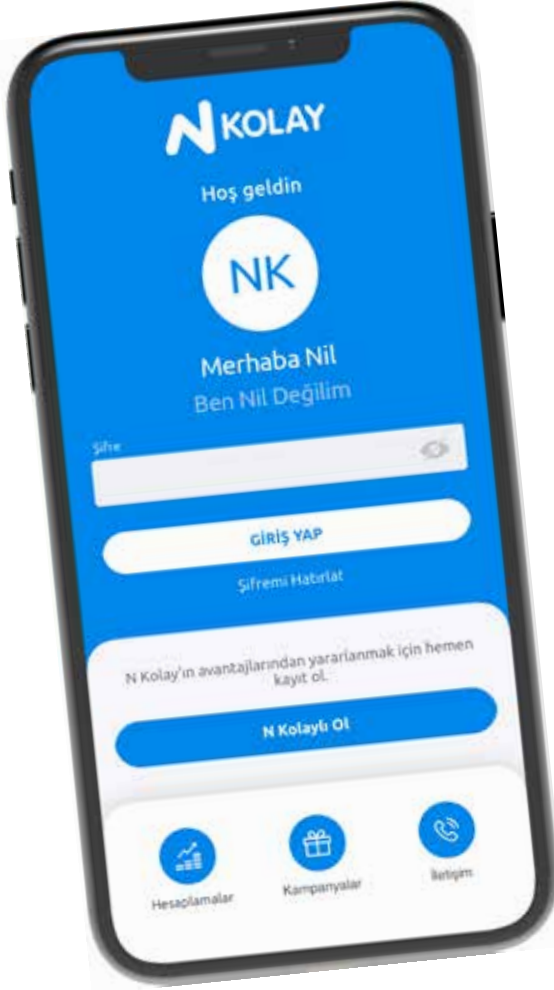 N KOLAY
Hoş geldin
NK
Merhaba Nil
Ben Nil Değilim
Şifre
GİRİŞ YAP
Şifremi Hatırlat
N Kolay'ın avantajlarından yararlanmak için hemen
kayıt ol.
N Kolaylı Ol
Hesaplamalar
Kampanyalar
İletişim